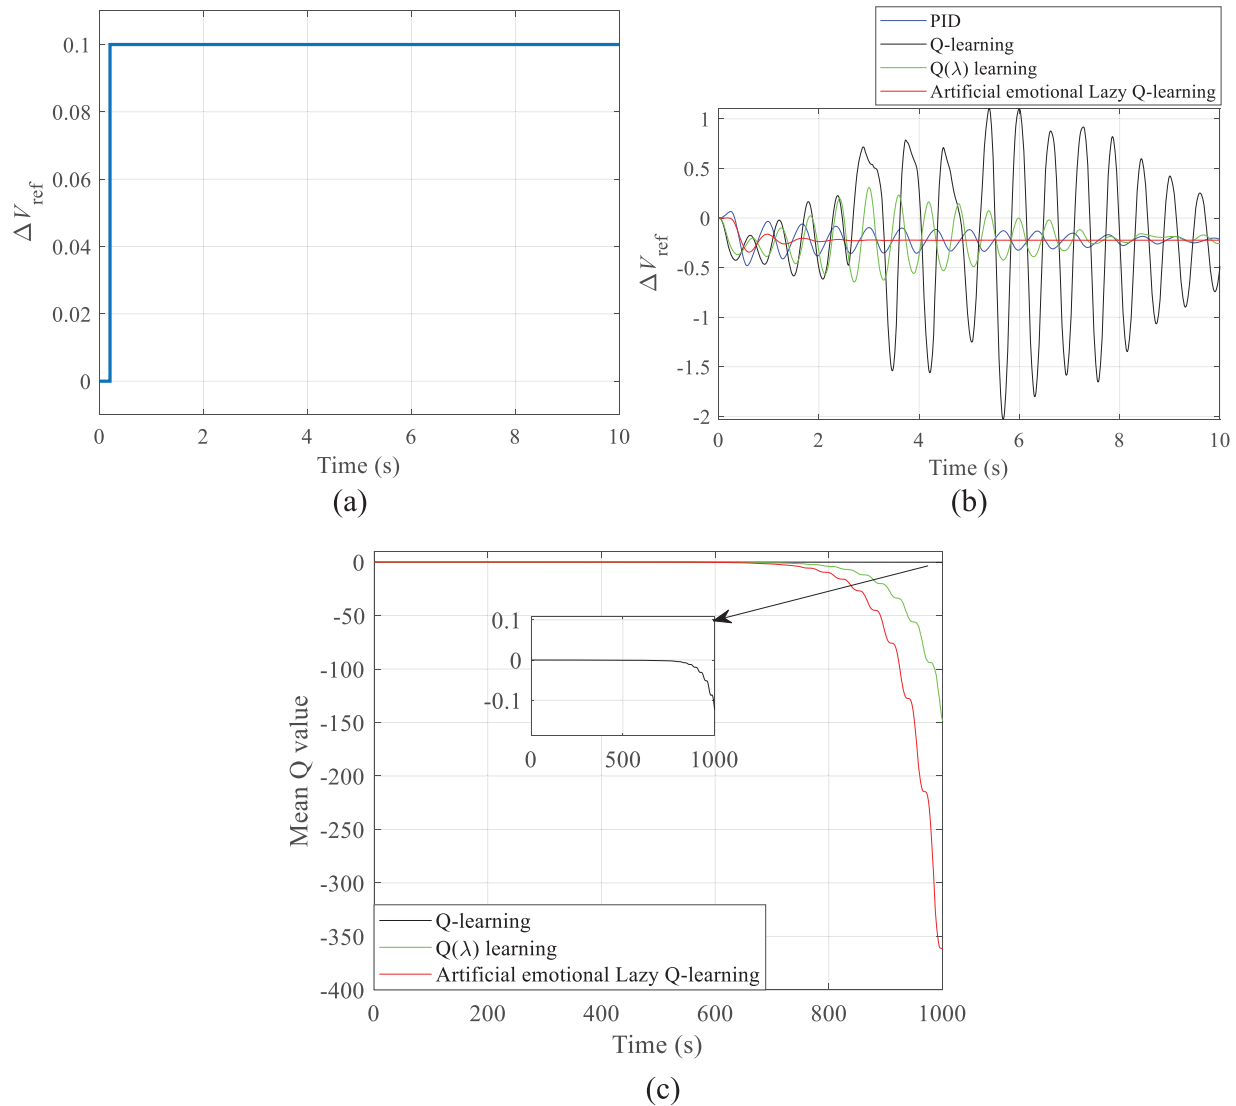 0.1
0.08
0.06
0.04
0.02
0
ΔV_ref
0 2 4 6 8 10
Time (s)
(a)
PID
Q-learning
Q(λ) learning
Artificial emotional Lazy Q-learning
1
0.5
0
-0.5
-1
-1.5
-2
ΔV_ref
0 2 4 6 8 10
Time (s)
(b)
0
-50
-100
-150
-200
-250
-300
-350
-400
Mean Q value
0.1
0
-0.1
0 500 1000
Q-learning
Q(λ) learning
Artificial emotional Lazy Q-learning
0 200 400 600 800 1000
Time (s)
(c)